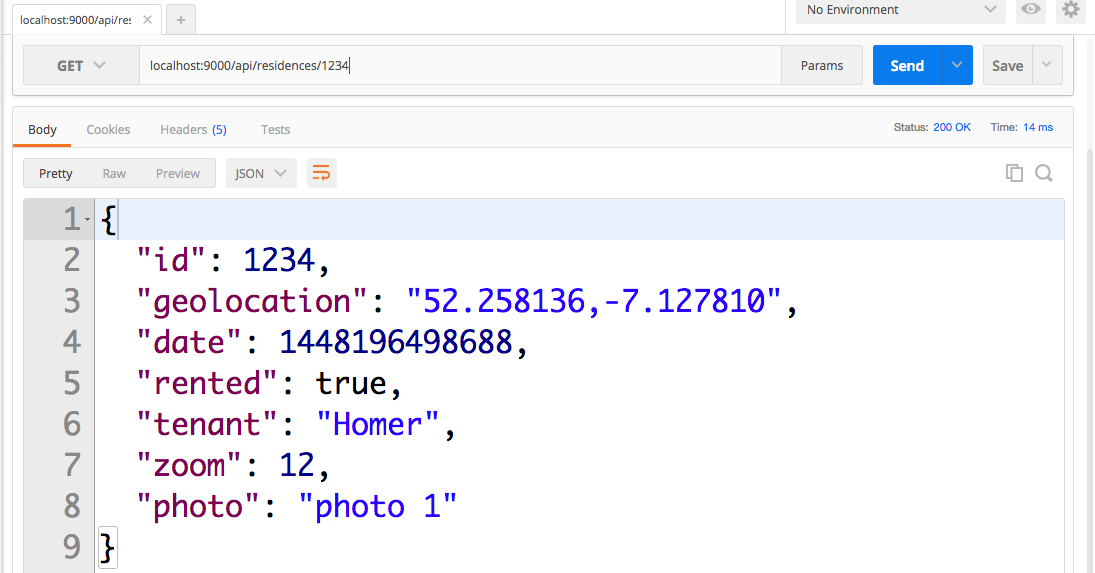 localhost:9000/api/res
No Environment
GET localhost:9000/api/residences/1234 Params Send Save
Body Cookies Headers (5) Tests Status: 200 OK Time: 14 ms
Pretty Raw Preview JSON
1 {
2 "id": 1234,
3 "geolocation": "52.258136,-7.127810",
4 "date": 1448196498688,
5 "rented": true,
6 "tenant": "Homer",
7 "zoom": 12,
8 "photo": "photo 1"
9 }